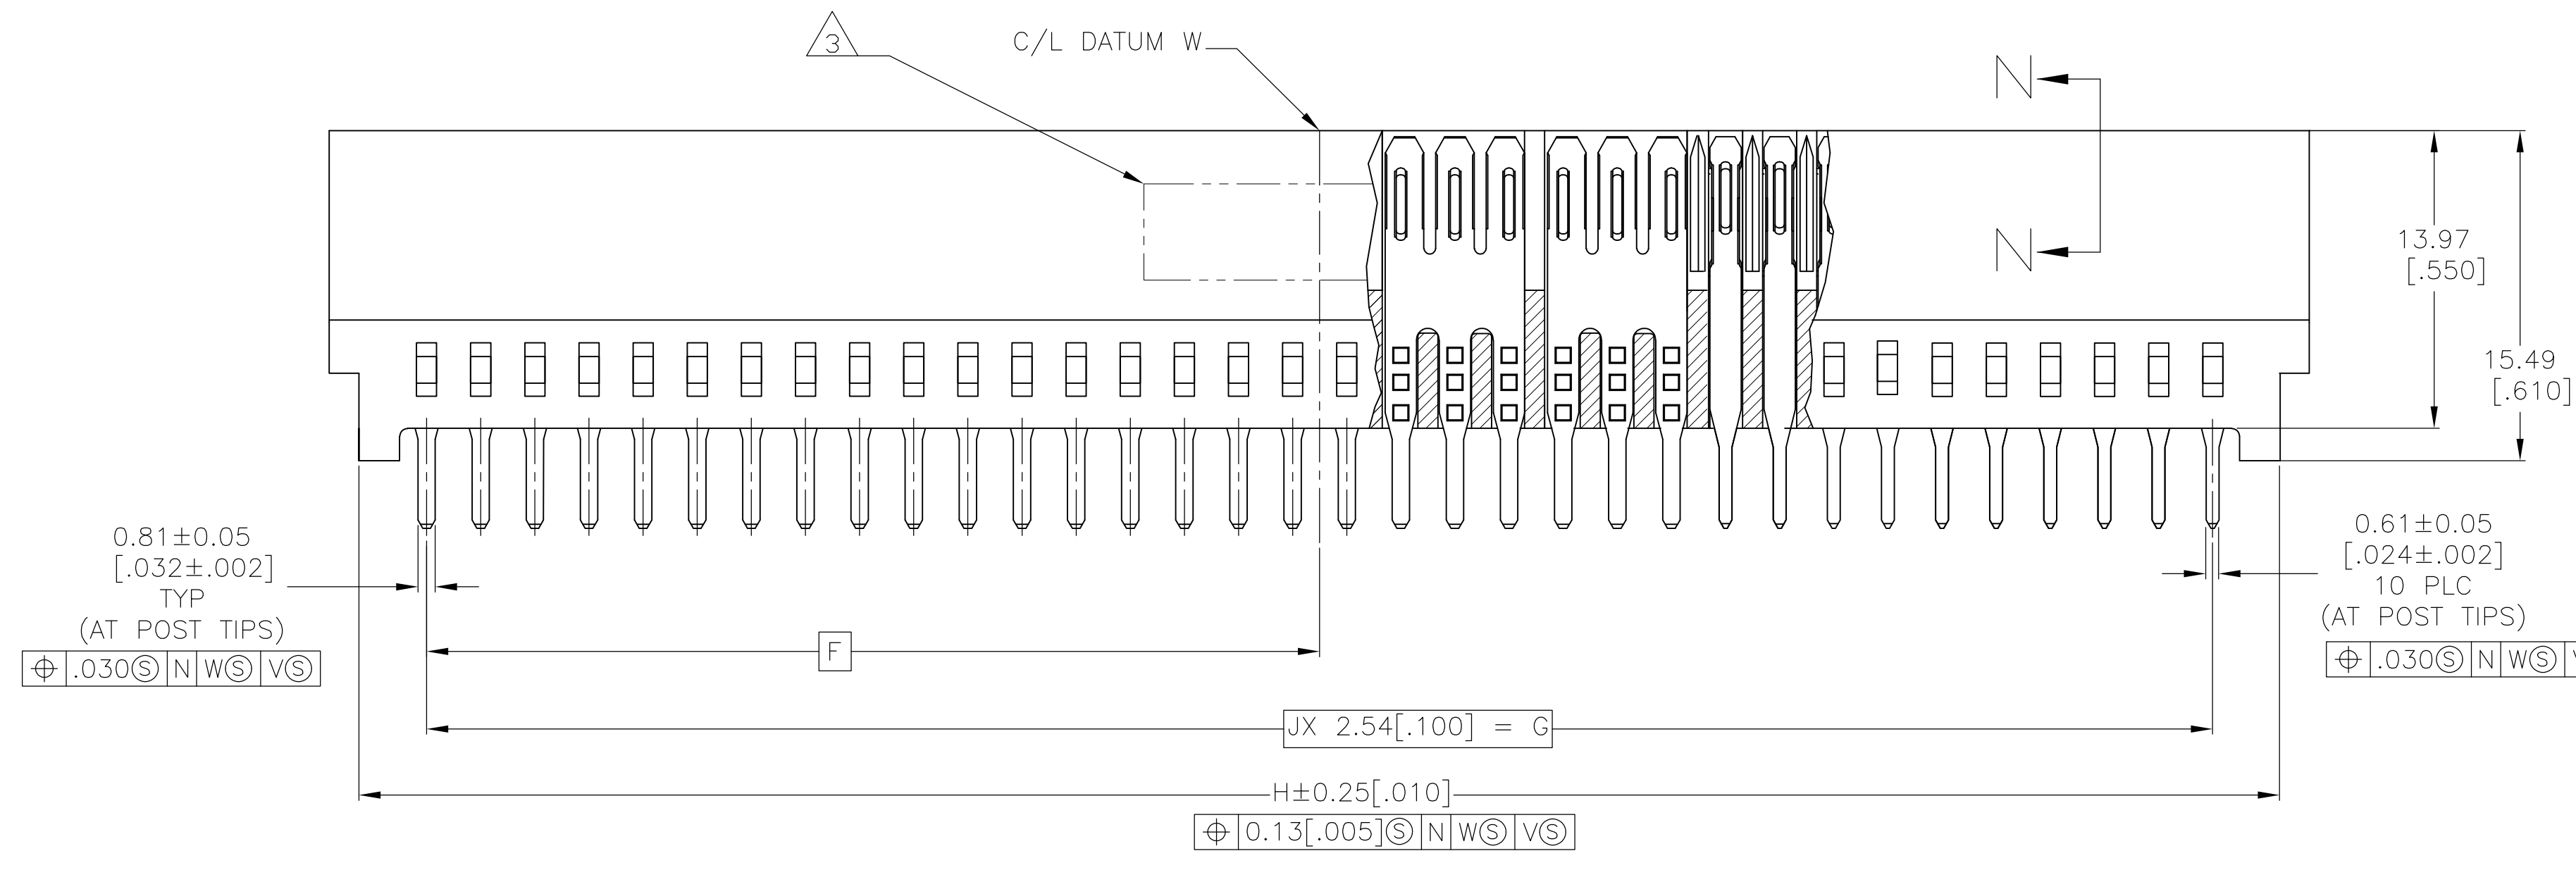 3
C/L DATUM W
N
N
13.97
[.550]
15.49
[.610]
0.81±0.05
[.032±.002]
TYP
(AT POST TIPS)
⌖ .030Ⓢ N WⓈ VⓈ
0.61±0.05
[.024±.002]
10 PLC
(AT POST TIPS)
⌖ .030Ⓢ N WⓈ
F
JX 2.54[.100] = G
H±0.25[.010]
⌖ 0.13[.005]Ⓢ N WⓈ VⓈ